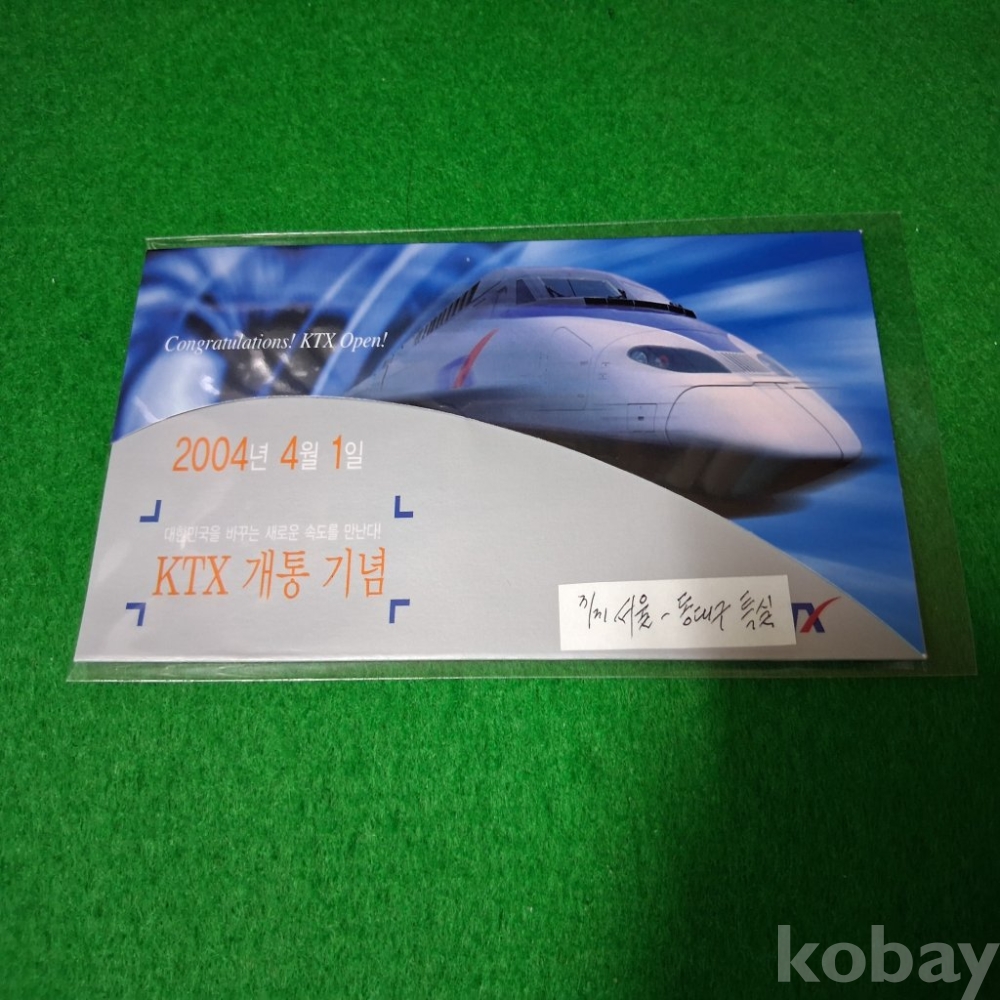 Congratulations! KTX Open!
2004년 4월 1일
대한민국을 바꾸는 새로운 속도를 만난다!
KTX 개통 기념
서울 - 동대구 특실
TX
kobay